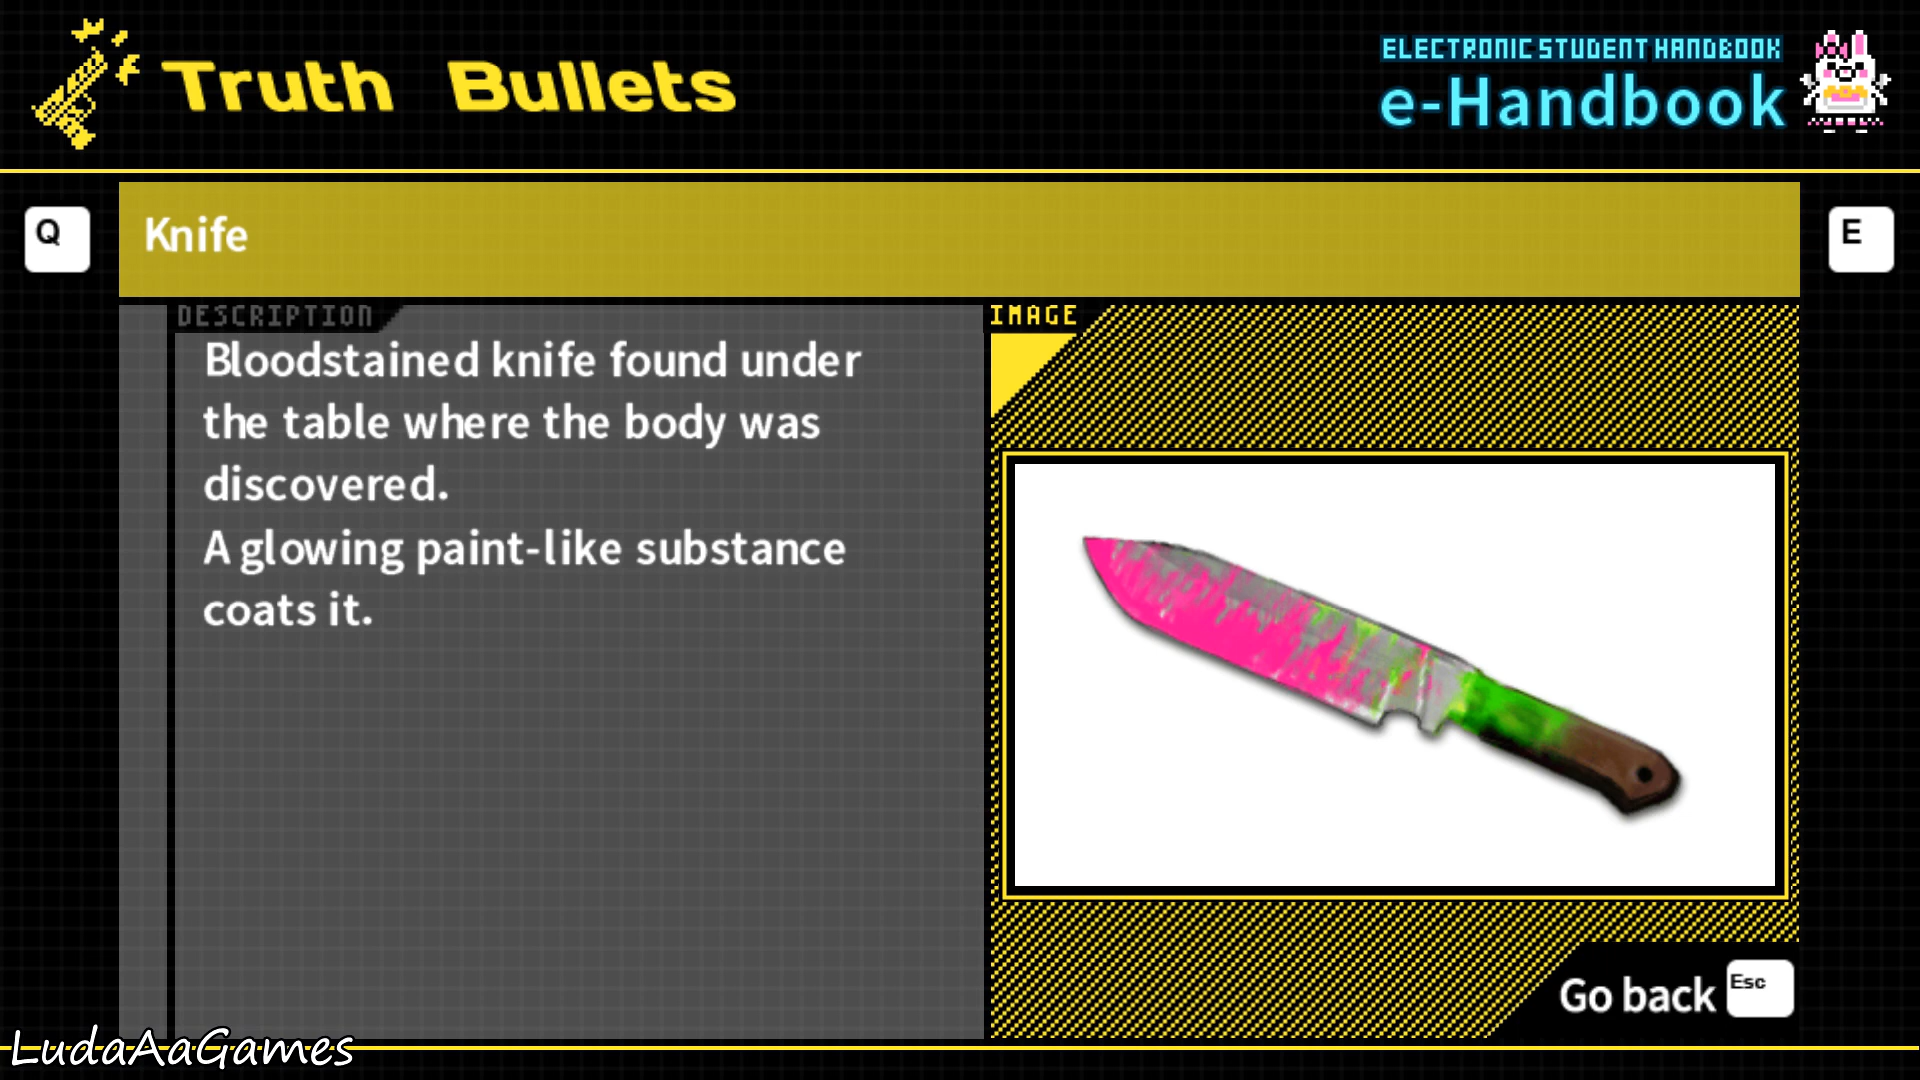 Truth Bullets
ELECTRONIC STUDENT HANDBOOK
e-Handbook
Q
Knife
E
DESCRIPTION
Bloodstained knife found under
the table where the body was
discovered.
A glowing paint-like substance
coats it.
IMAGE
Go back
Esc
LudaAaGames